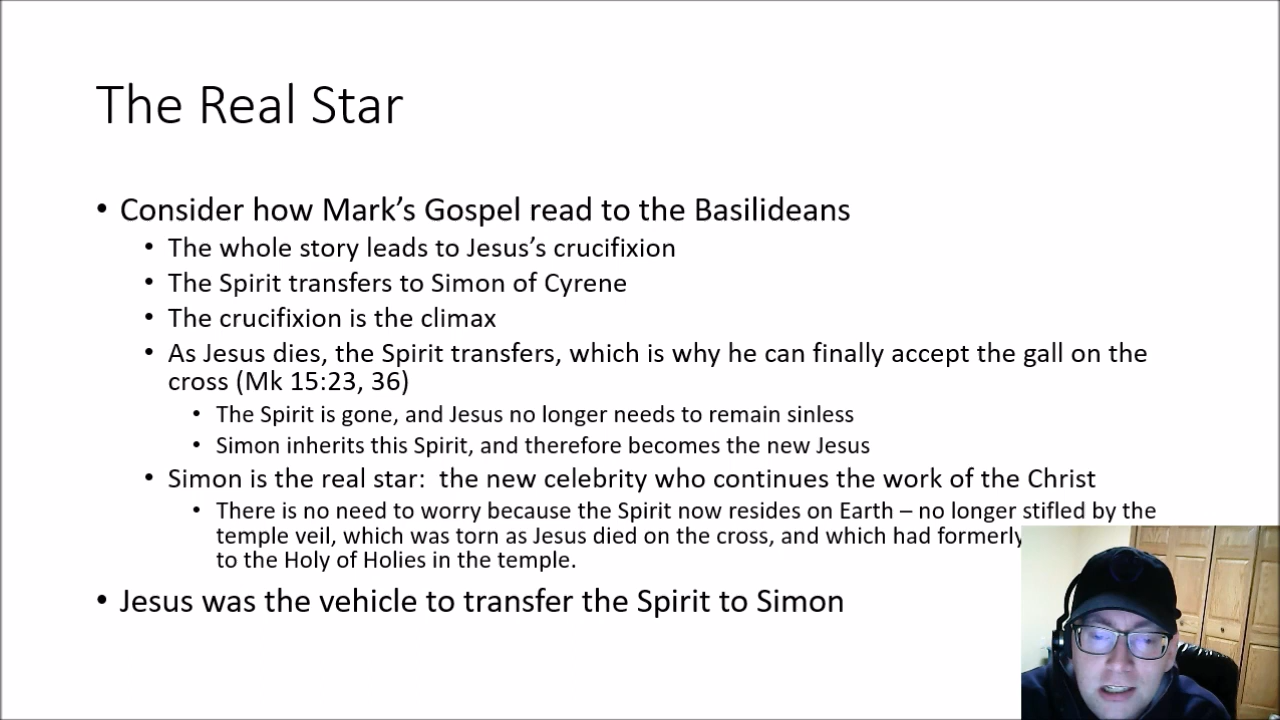 The Real Star
• Consider how Mark’s Gospel read to the Basilideans
• The whole story leads to Jesus’s crucifixion
• The Spirit transfers to Simon of Cyrene
• The crucifixion is the climax
• As Jesus dies, the Spirit transfers, which is why he can finally accept the gall on the
cross (Mk 15:23, 36)
• The Spirit is gone, and Jesus no longer needs to remain sinless
• Simon inherits this Spirit, and therefore becomes the new Jesus
• Simon is the real star:  the new celebrity who continues the work of the Christ
• There is no need to worry because the Spirit now resides on Earth – no longer stifled by the
temple veil, which was torn as Jesus died on the cross, and which had formerly
to the Holy of Holies in the temple.
• Jesus was the vehicle to transfer the Spirit to Simon